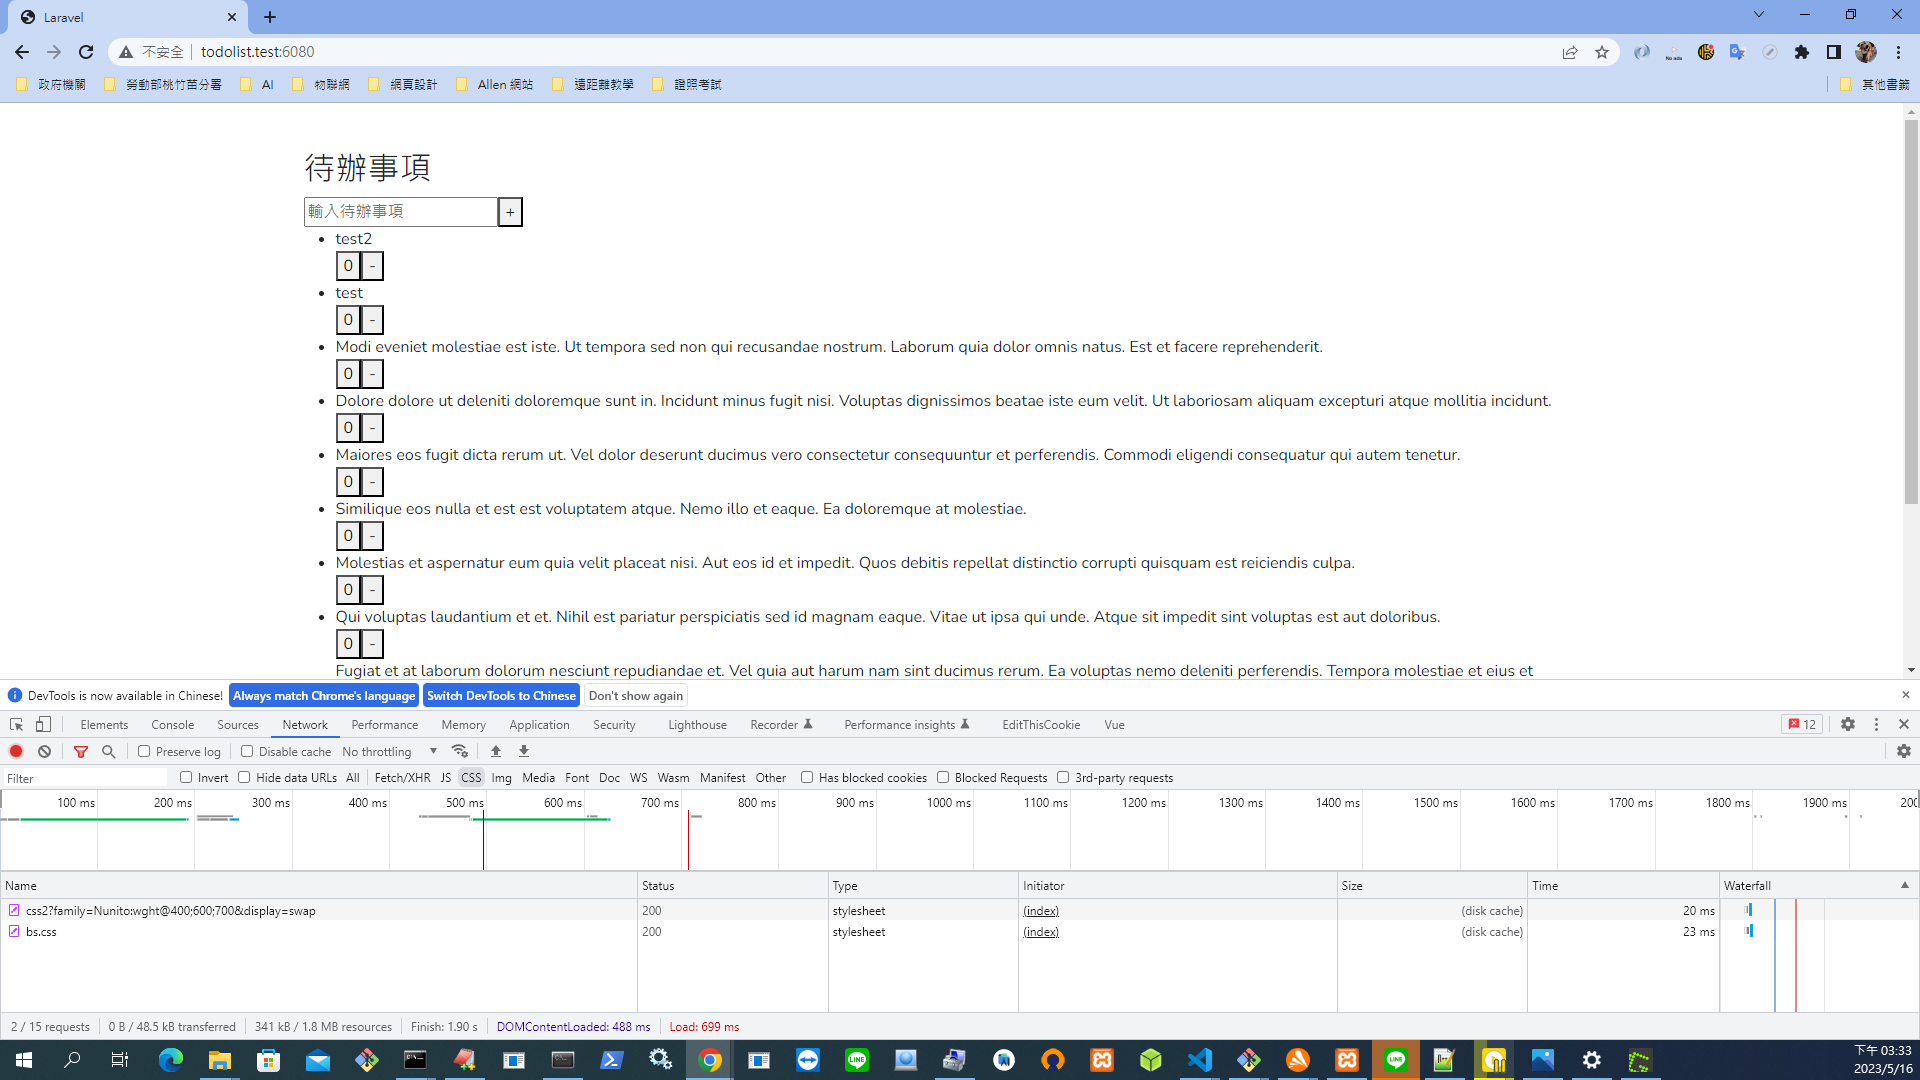 Laravel
不安全 todolist.test:6080
No ads
政府機關 勞動部桃竹苗分署 AI 物聯網 網頁設計 Allen 網站 遠距離教學 證照考試 其他書籤
待辦事項
輸入待辦事項 +
test2
0 -
test
0 -
Modi eveniet molestiae est iste. Ut tempora sed non qui recusandae nostrum. Laborum quia dolor omnis natus. Est et facere reprehenderit.
0 -
Dolore dolore ut deleniti doloremque sunt in. Incidunt minus fugit nisi. Voluptas dignissimos beatae iste eum velit. Ut laboriosam aliquam excepturi atque mollitia incidunt.
0 -
Maiores eos fugit dicta rerum ut. Vel dolor deserunt ducimus vero consectetur consequuntur et perferendis. Commodi eligendi consequatur qui autem tenetur.
0 -
Similique eos nulla et est est voluptatem atque. Nemo illo et eaque. Ea doloremque at molestiae.
0 -
Molestias et aspernatur eum quia velit placeat nisi. Aut eos id et impedit. Quos debitis repellat distinctio corrupti quisquam est reiciendis culpa.
0 -
Qui voluptas laudantium et et. Nihil est pariatur perspiciatis sed id magnam eaque. Vitae ut ipsa qui unde. Atque sit impedit sint voluptas est aut doloribus.
0 -
Fugiat et at laborum dolorum nesciunt repudiandae et. Vel quia aut harum nam sint ducimus rerum. Ea voluptas nemo deleniti perferendis. Tempora molestiae et eius et
DevTools is now available in Chinese! Always match Chrome's language Switch DevTools to Chinese Don't show again
Elements Console Sources Network Performance Memory Application Security Lighthouse Recorder Performance insights EditThisCookie Vue 12
Preserve log Disable cache No throttling
Filter Invert Hide data URLs All Fetch/XHR JS CSS Img Media Font Doc WS Wasm Manifest Other Has blocked cookies Blocked Requests 3rd-party requests
100 ms 200 ms 300 ms 400 ms 500 ms 600 ms 700 ms 800 ms 900 ms 1000 ms 1100 ms 1200 ms 1300 ms 1400 ms 1500 ms 1600 ms 1700 ms 1800 ms 1900 ms 200
Name Status Type Initiator Size Time Waterfall
css2?family=Nunito:wght@400;600;700&display=swap 200 stylesheet (index) (disk cache) 20 ms
bs.css 200 stylesheet (index) (disk cache) 23 ms
2 / 15 requests 0 B / 48.5 kB transferred 341 kB / 1.8 MB resources Finish: 1.90 s DOMContentLoaded: 488 ms Load: 699 ms
下午 03:33
2023/5/16